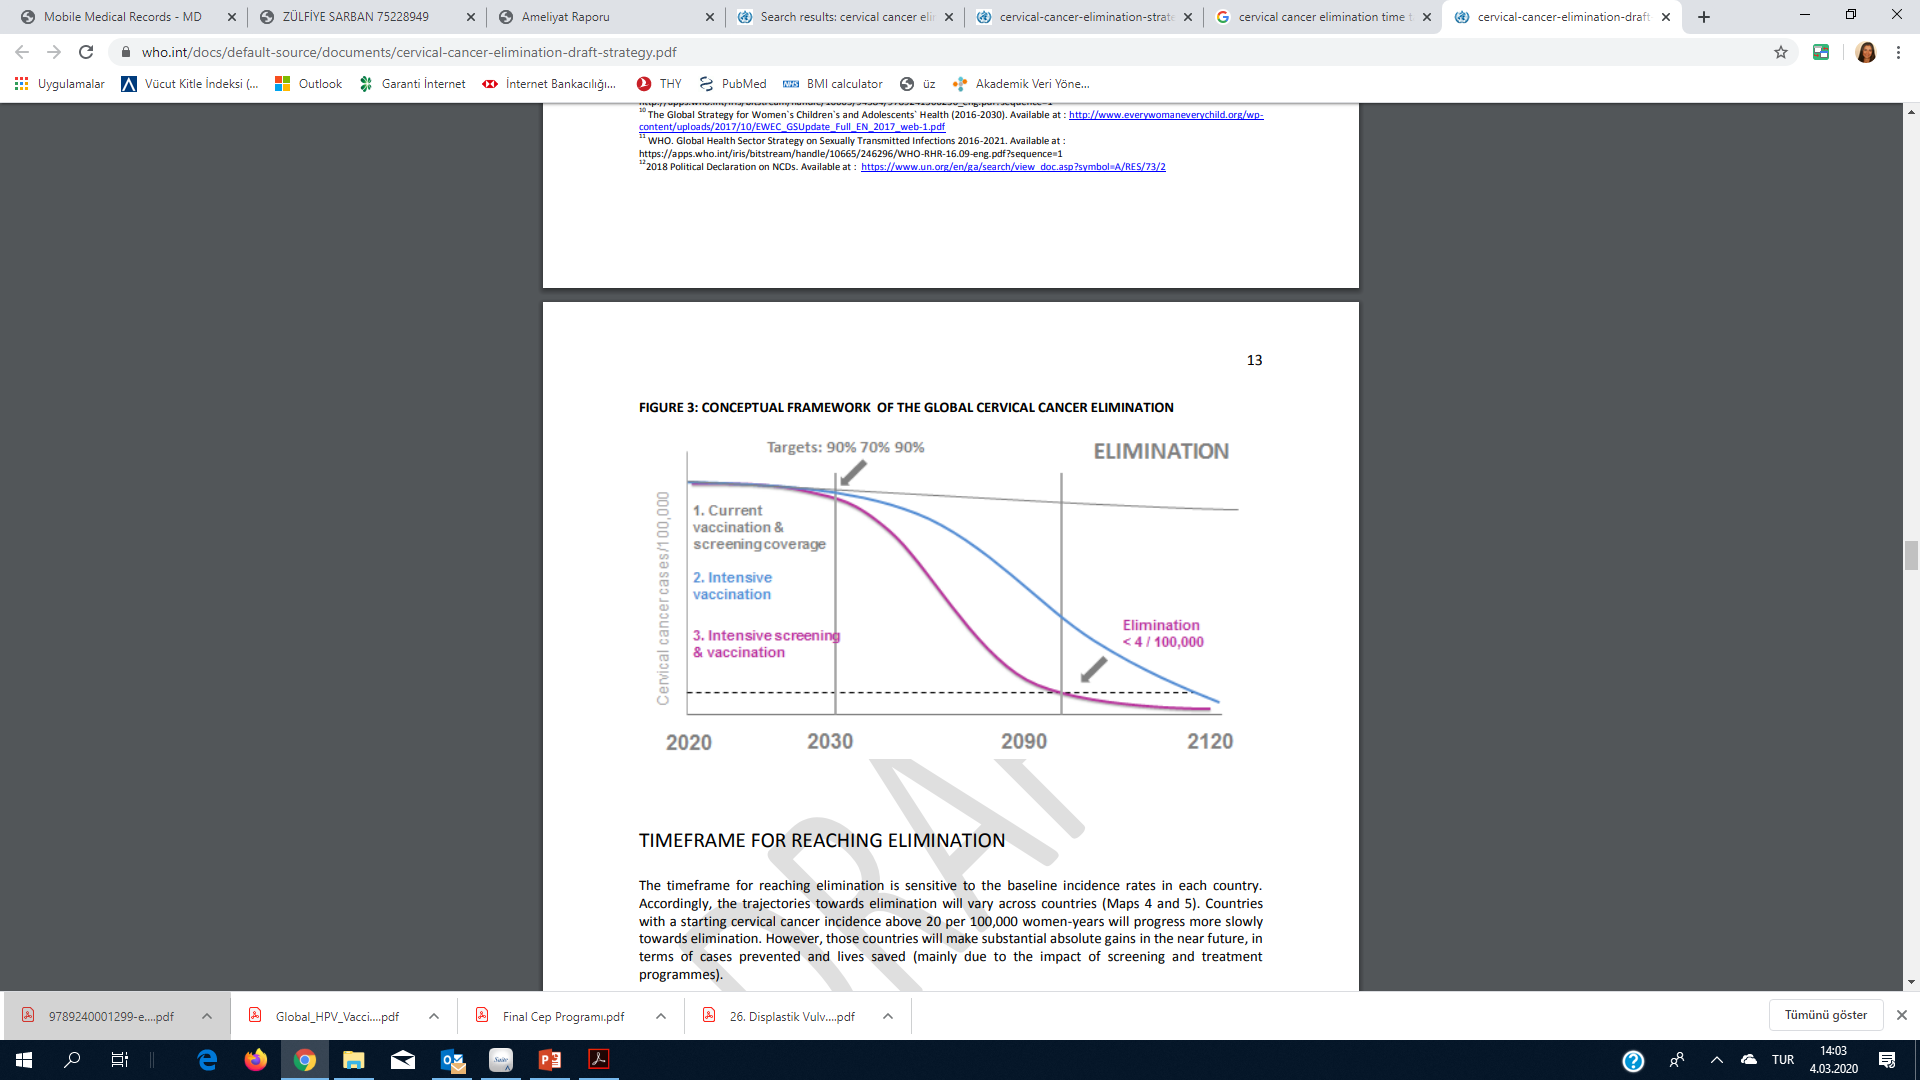 Mobile Medical Records - MD
ZÜLFİYE SARBAN 75228949
Ameliyat Raporu
Search results: cervical cancer eli
cervical-cancer-elimination-strate
cervical cancer elimination time t
cervical-cancer-elimination-draft
who.int/docs/default-source/documents/cervical-cancer-elimination-draft-strategy.pdf
Uygulamalar
Vücut Kitle İndeksi (...
Outlook
Garanti İnternet
İnternet Bankacılığı...
THY
PubMed
NHS BMI calculator
üz
Akademik Veri Yöne...
10 The Global Strategy for Women`s Children`s and Adolescents` Health (2016-2030). Available at : http://www.everywomaneverychild.org/wp-
content/uploads/2017/10/EWEC_GSUpdate_Full_EN_2017_web-1.pdf
11 WHO. Global Health Sector Strategy on Sexually Transmitted Infections 2016-2021. Available at :
https://apps.who.int/iris/bitstream/handle/10665/246296/WHO-RHR-16.09-eng.pdf?sequence=1
12 2018 Political Declaration on NCDs. Available at : https://www.un.org/en/ga/search/view_doc.asp?symbol=A/RES/73/2
13
FIGURE 3: CONCEPTUAL FRAMEWORK OF THE GLOBAL CERVICAL CANCER ELIMINATION
Targets: 90% 70% 90%
ELIMINATION
Cervical cancer cases/100,000
1. Current
vaccination &
screening coverage
2. Intensive
vaccination
3. Intensive screening
& vaccination
Elimination
< 4 / 100,000
2020
2030
2090
2120
TIMEFRAME FOR REACHING ELIMINATION
The timeframe for reaching elimination is sensitive to the baseline incidence rates in each country.
Accordingly, the trajectories towards elimination will vary across countries (Maps 4 and 5). Countries
with a starting cervical cancer incidence above 20 per 100,000 women-years will progress more slowly
towards elimination. However, those countries will make substantial absolute gains in the near future, in
terms of cases prevented and lives saved (mainly due to the impact of screening and treatment
programmes).
9789240001299-e....pdf
Global_HPV_Vacci....pdf
Final Cep Programı.pdf
26. Displastik Vulv....pdf
Tümünü göster
TUR
14:03
4.03.2020